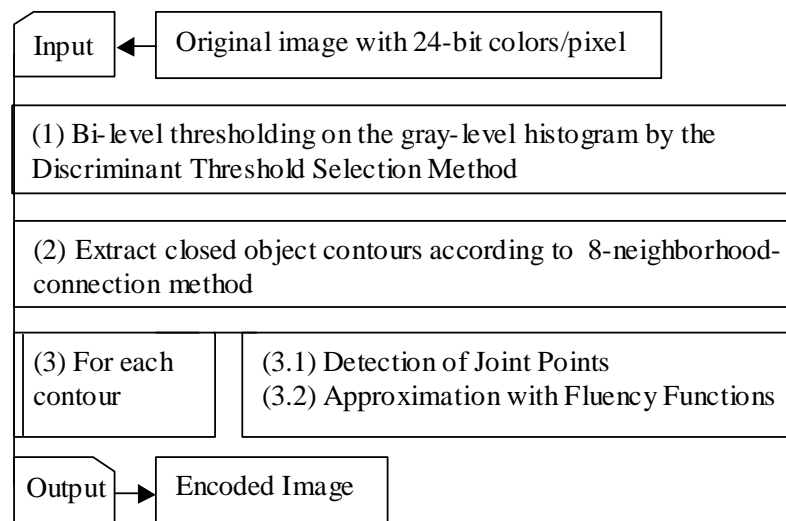 Input
Original image with 24-bit colors/pixel
(1) Bi-level thresholding on the gray-level histogram by the
Discriminant Threshold Selection Method
(2) Extract closed object contours according to 8-neighborhood-
connection method
(3) For each
contour
(3.1) Detection of Joint Points
(3.2) Approximation with Fluency Functions
Output
Encoded Image